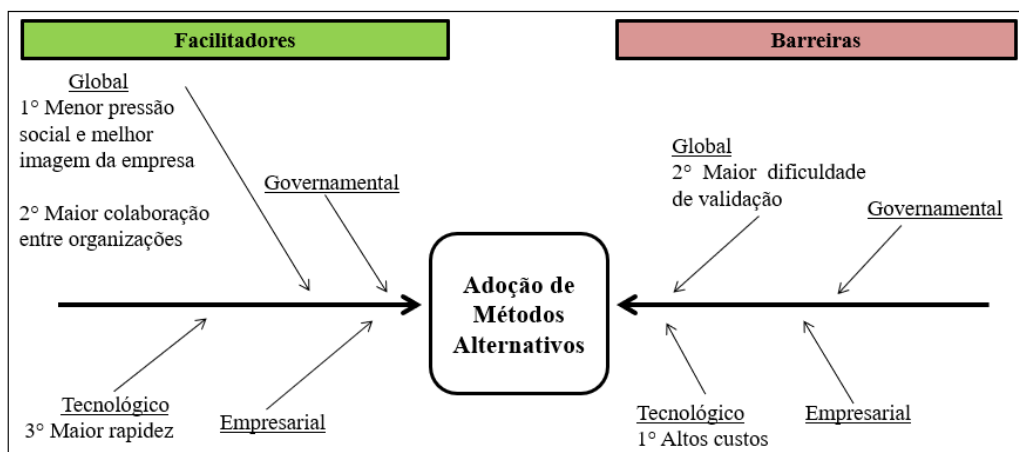 Facilitadores
Barreiras
Global
1° Menor pressão
social e melhor
imagem da empresa
2° Maior colaboração
entre organizações
Governamental
Tecnológico
3° Maior rapidez
Empresarial
Adoção de
Métodos
Alternativos
Global
2° Maior dificuldade
de validação
Governamental
Tecnológico
1° Altos custos
Empresarial